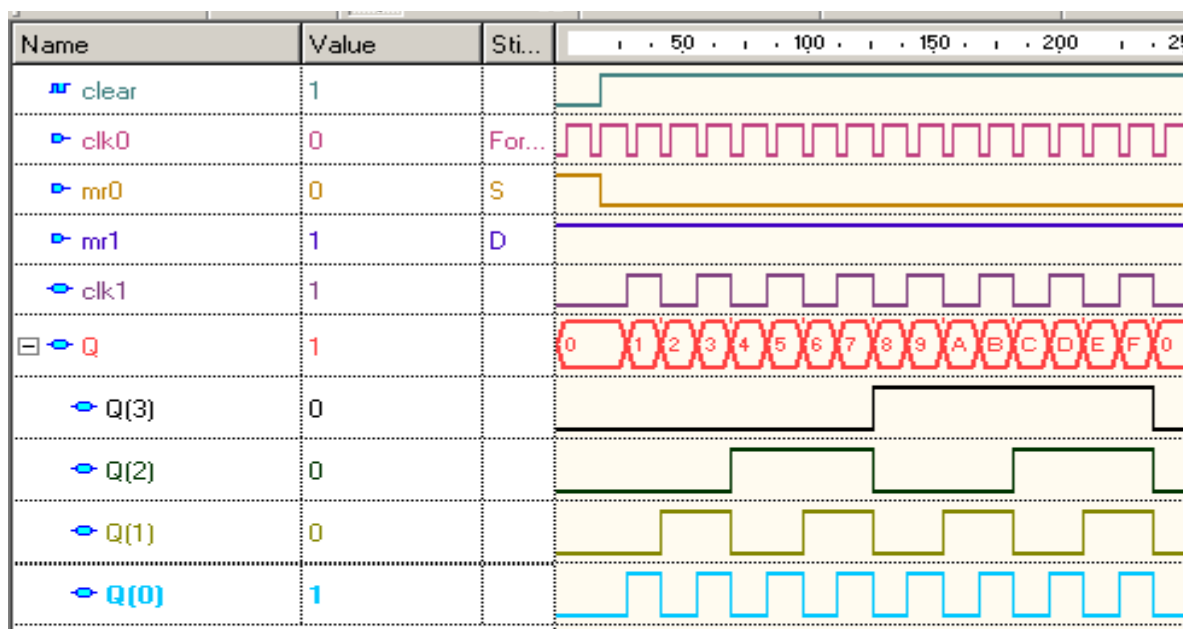 Name Value Sti... 50 100 150 200 25
clear 1
clk0 0 For...
mr0 0 S
mr1 1 D
clk1 1
Q 1 0 1 2 3 4 5 6 7 8 9 A B C D E F 0
Q(3) 0
Q(2) 0
Q(1) 0
Q(0) 1